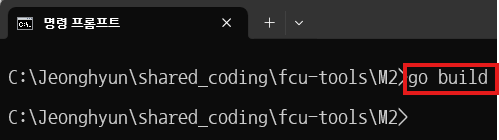 명령 프롬프트
C:\Jeonghyun\shared_coding\fcu-tools\M2>go build
C:\Jeonghyun\shared_coding\fcu-tools\M2>